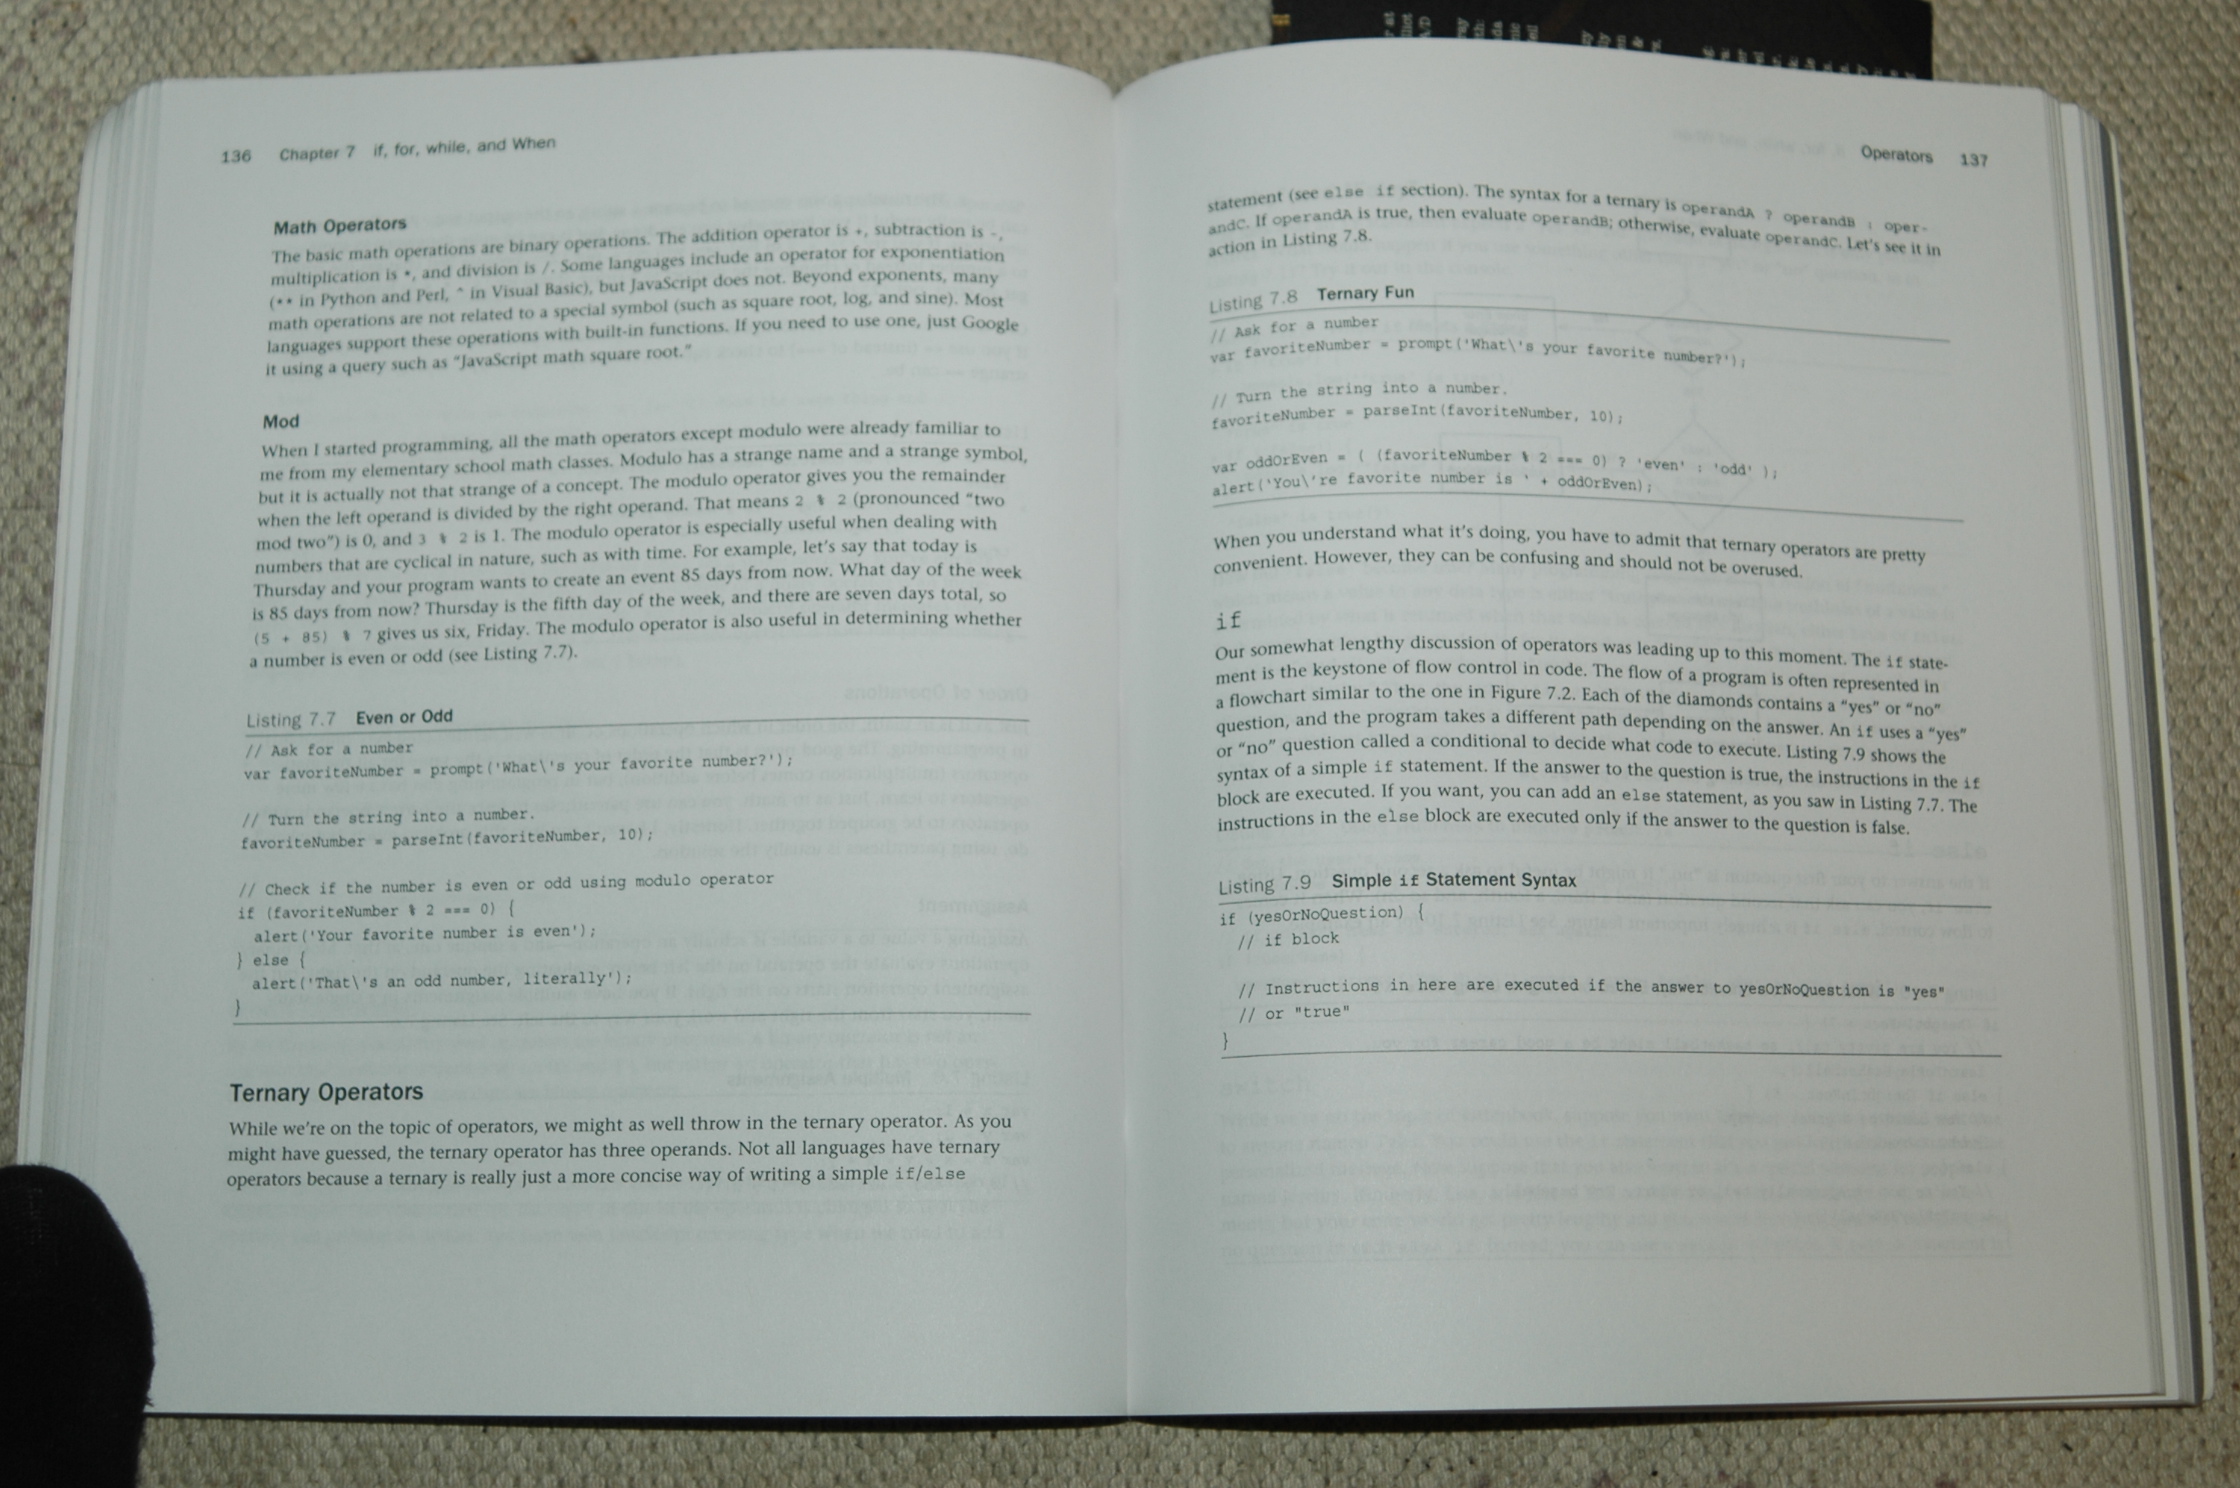 136 Chapter 7 if, for, while, and When
Math Operators
The basic math operations are binary operations. The addition operator is +, subtraction is -,
multiplication is *, and division is /. Some languages include an operator for exponentiation
(** in Python and Perl, ^ in Visual Basic), but JavaScript does not. Beyond exponents, many
math operations are not related to a special symbol (such as square root, log, and sine). Most
languages support these operations with built-in functions. If you need to use one, just Google
it using a query such as "JavaScript math square root."
Mod
When I started programming, all the math operators except modulo were already familiar to
me from my elementary school math classes. Modulo has a strange name and a strange symbol,
but it is actually not that strange of a concept. The modulo operator gives you the remainder
when the left operand is divided by the right operand. That means 2 % 2 (pronounced "two
mod two") is 0, and 3 % 2 is 1. The modulo operator is especially useful when dealing with
numbers that are cyclical in nature, such as with time. For example, let's say that today is
Thursday and your program wants to create an event 85 days from now. What day of the week
is 85 days from now? Thursday is the fifth day of the week, and there are seven days total, so
(5 + 85) % 7 gives us six, Friday. The modulo operator is also useful in determining whether
a number is even or odd (see Listing 7.7).
Listing 7.7 Even or Odd
// Ask for a number
var favoriteNumber = prompt('What\'s your favorite number?');
// Turn the string into a number.
favoriteNumber = parseInt(favoriteNumber, 10);
// Check if the number is even or odd using modulo operator
if (favoriteNumber % 2 === 0) {
alert('Your favorite number is even');
} else {
alert('That\'s an odd number, literally');
}
Ternary Operators
While we're on the topic of operators, we might as well throw in the ternary operator. As you
might have guessed, the ternary operator has three operands. Not all languages have ternary
operators because a ternary is really just a more concise way of writing a simple if/else
Operators 137
statement (see else if section). The syntax for a ternary is operandA ? operandB : oper-
andC. If operandA is true, then evaluate operandB; otherwise, evaluate operandC. Let's see it in
action in Listing 7.8.
Listing 7.8 Ternary Fun
// Ask for a number
var favoriteNumber = prompt('What\'s your favorite number?');
// Turn the string into a number.
favoriteNumber = parseInt(favoriteNumber, 10);
var oddOrEven = ( (favoriteNumber % 2 === 0) ? 'even' : 'odd' );
alert('You\'re favorite number is ' + oddOrEven);
When you understand what it's doing, you have to admit that ternary operators are pretty
convenient. However, they can be confusing and should not be overused.
if
Our somewhat lengthy discussion of operators was leading up to this moment. The if state-
ment is the keystone of flow control in code. The flow of a program is often represented in
a flowchart similar to the one in Figure 7.2. Each of the diamonds contains a "yes" or "no"
question, and the program takes a different path depending on the answer. An if uses a "yes"
or "no" question called a conditional to decide what code to execute. Listing 7.9 shows the
syntax of a simple if statement. If the answer to the question is true, the instructions in the if
block are executed. If you want, you can add an else statement, as you saw in Listing 7.7. The
instructions in the else block are executed only if the answer to the question is false.
Listing 7.9 Simple if Statement Syntax
if (yesOrNoQuestion) {
// if block
// Instructions in here are executed if the answer to yesOrNoQuestion is "yes"
// or "true"
}